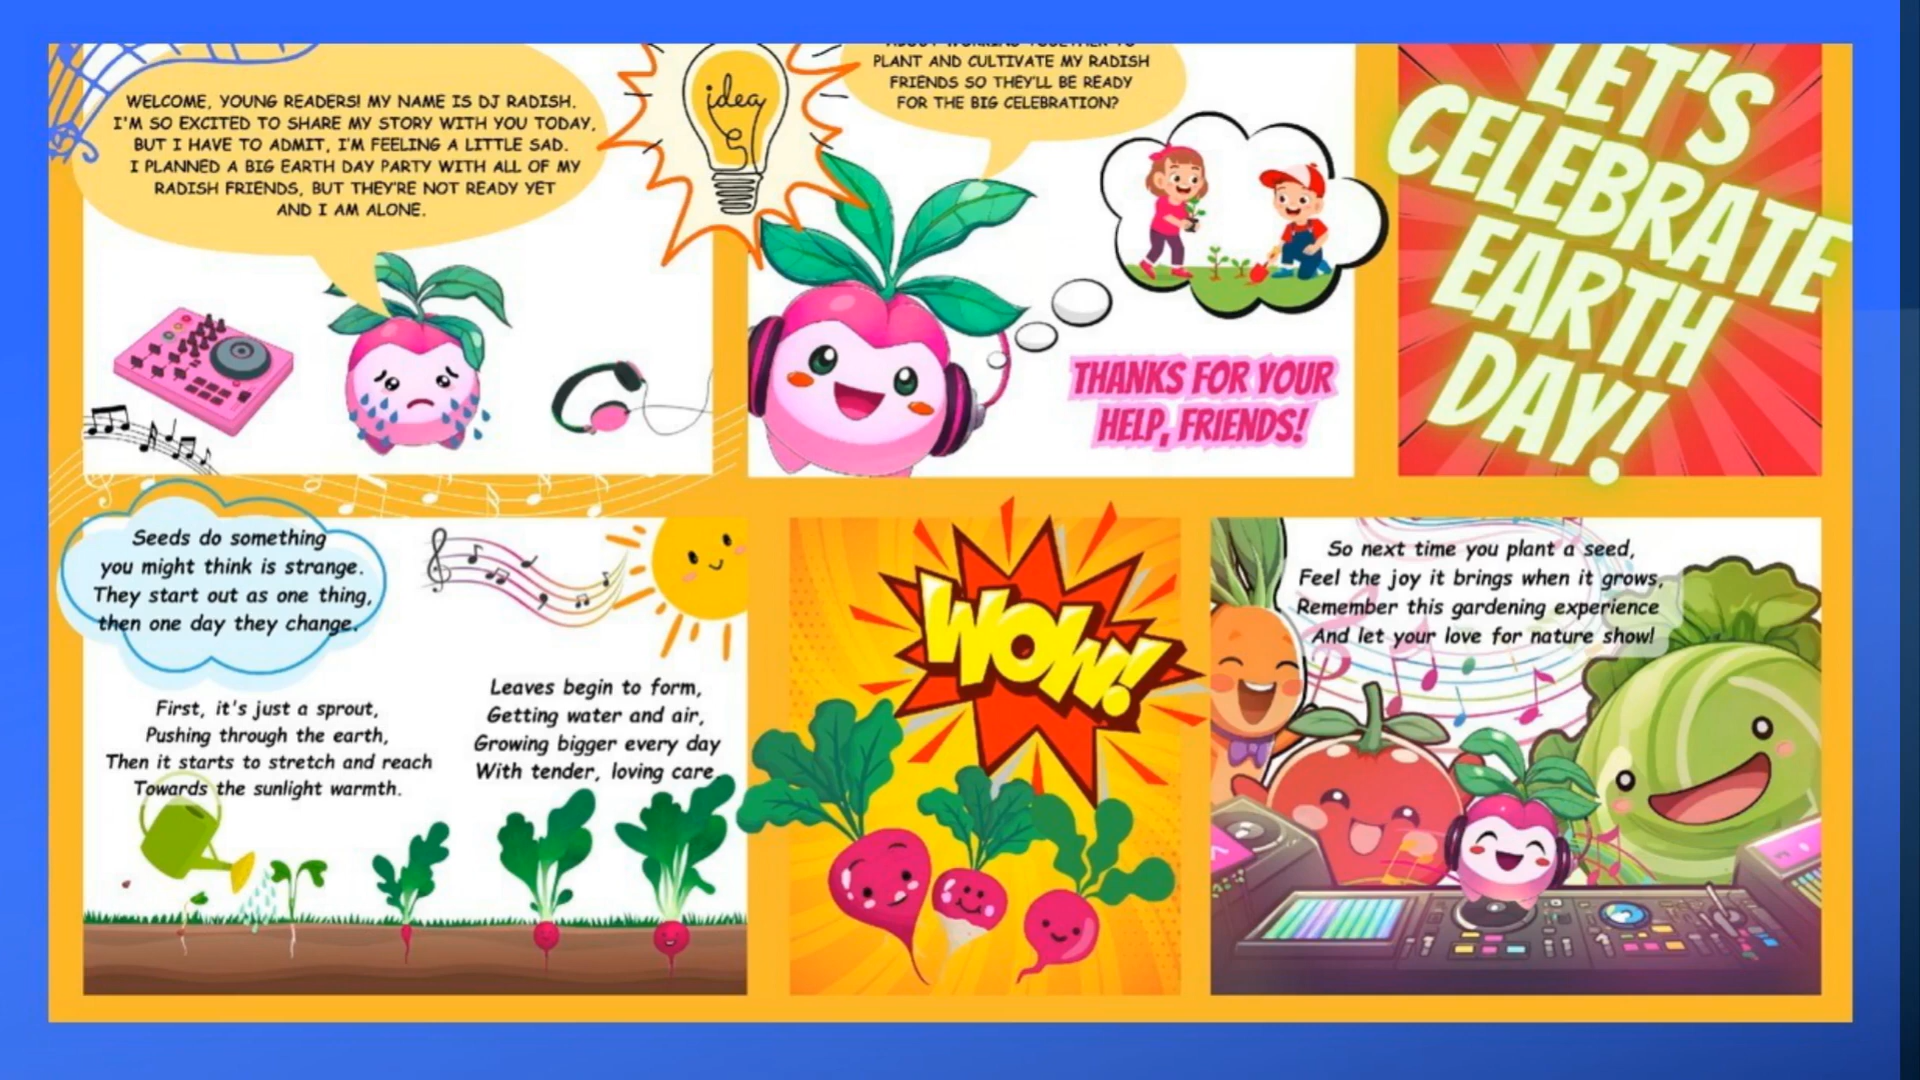 WELCOME, YOUNG READERS! MY NAME IS DJ RADISH.
I'M SO EXCITED TO SHARE MY STORY WITH YOU TODAY,
BUT I HAVE TO ADMIT, I'M FEELING A LITTLE SAD.
I PLANNED A BIG EARTH DAY PARTY WITH ALL OF MY
RADISH FRIENDS, BUT THEY'RE NOT READY YET
AND I AM ALONE.
idea
ABOUT WORKING TOGETHER TO
PLANT AND CULTIVATE MY RADISH
FRIENDS SO THEY'LL BE READY
FOR THE BIG CELEBRATION?
THANKS FOR YOUR
HELP, FRIENDS!
LET'S
CELEBRATE
EARTH
DAY!
Seeds do something
you might think is strange.
They start out as one thing,
then one day they change.
First, it's just a sprout,
Pushing through the earth,
Then it starts to stretch and reach
Towards the sunlight warmth.
Leaves begin to form,
Getting water and air,
Growing bigger every day
With tender, loving care.
WOW!
So next time you plant a seed,
Feel the joy it brings when it grows,
Remember this gardening experience
And let your love for nature show!